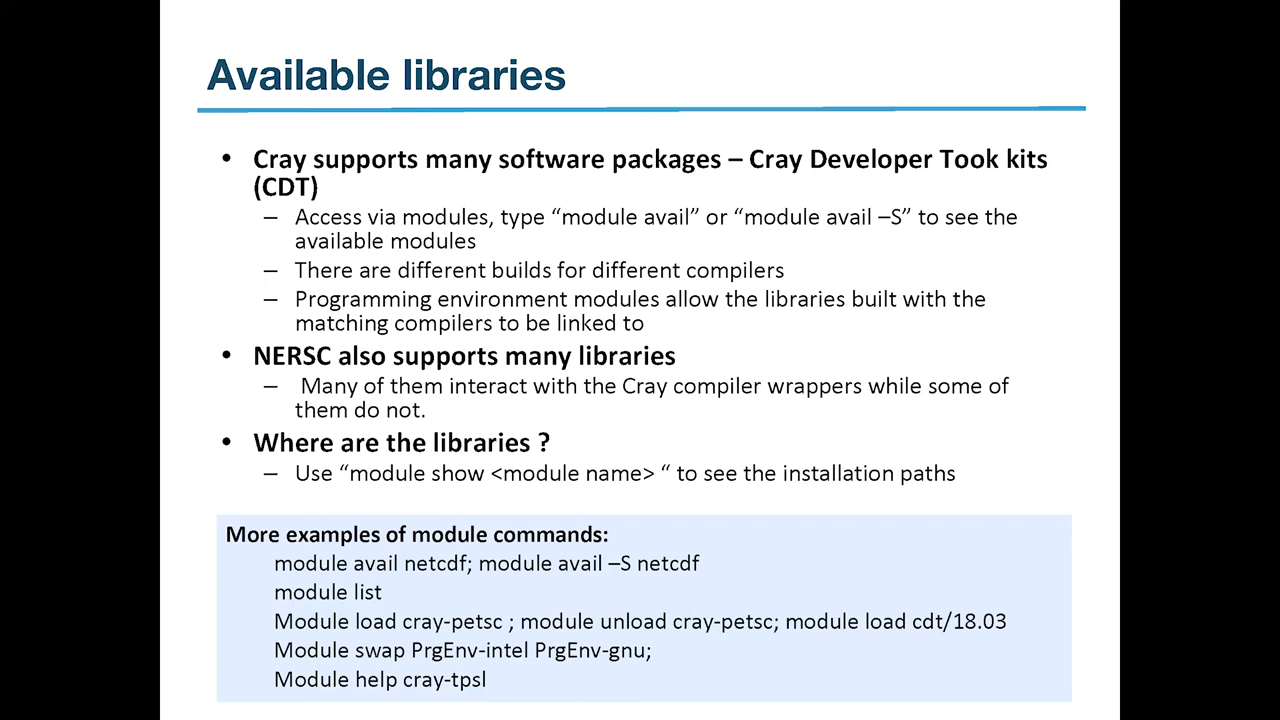 Available libraries
• Cray supports many software packages – Cray Developer Took kits
(CDT)
– Access via modules, type “module avail” or “module avail –S” to see the
available modules
– There are different builds for different compilers
– Programming environment modules allow the libraries built with the
matching compilers to be linked to
• NERSC also supports many libraries
– Many of them interact with the Cray compiler wrappers while some of
them do not.
• Where are the libraries ?
– Use “module show <module name> “ to see the installation paths
More examples of module commands:
module avail netcdf; module avail –S netcdf
module list
Module load cray-petsc ; module unload cray-petsc; module load cdt/18.03
Module swap PrgEnv-intel PrgEnv-gnu;
Module help cray-tpsl